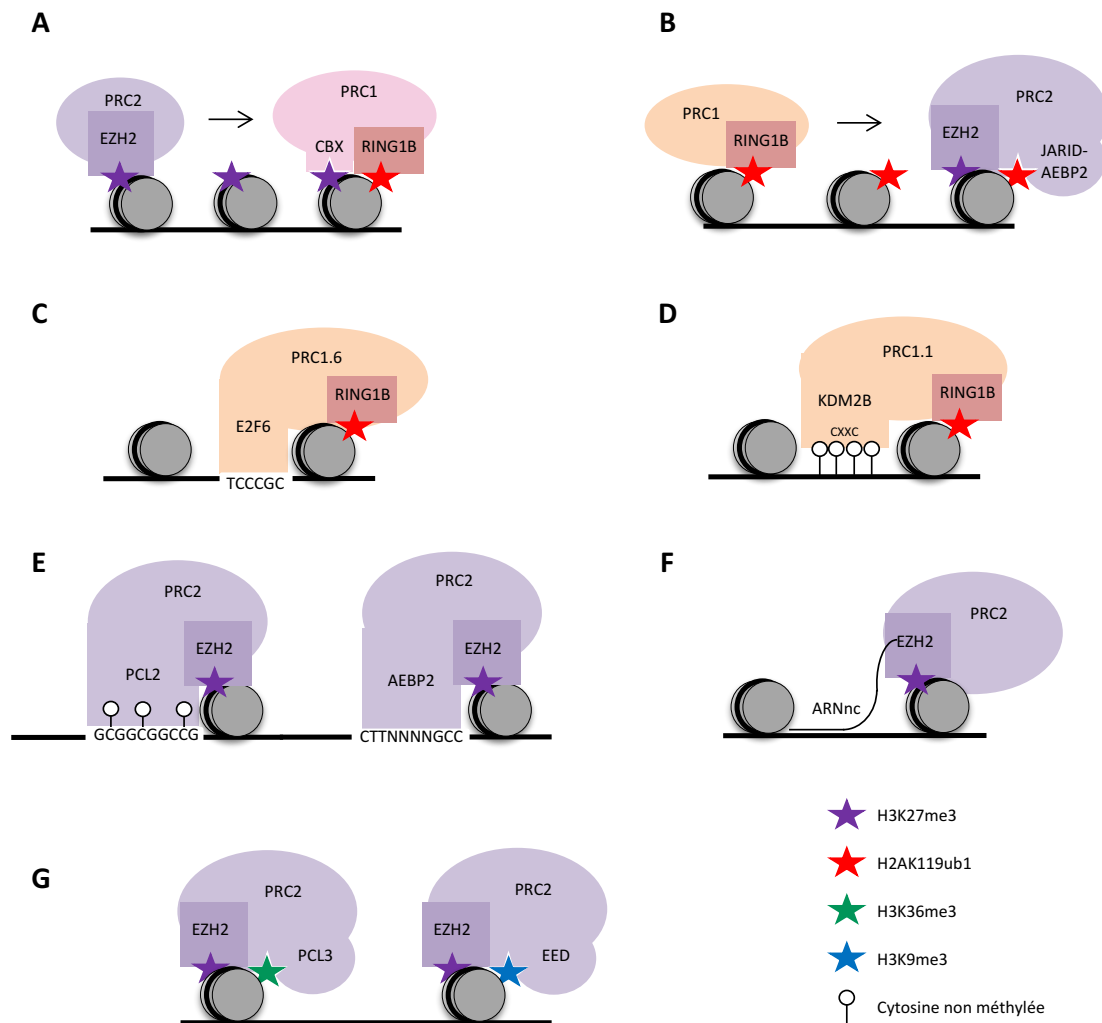 A
PRC2
EZH2
PRC1
CBX
RING1B
B
PRC1
RING1B
PRC2
EZH2
JARID-
AEBP2
C
PRC1.6
RING1B
E2F6
TCCCGC
D
PRC1.1
RING1B
KDM2B
CXXC
E
PRC2
EZH2
PCL2
GCGGCGGCCG
PRC2
EZH2
AEBP2
CTTNNNNGCC
F
PRC2
EZH2
ARNnc
G
PRC2
EZH2
PCL3
PRC2
EZH2
EED
H3K27me3
H2AK119ub1
H3K36me3
H3K9me3
Cytosine non méthylée